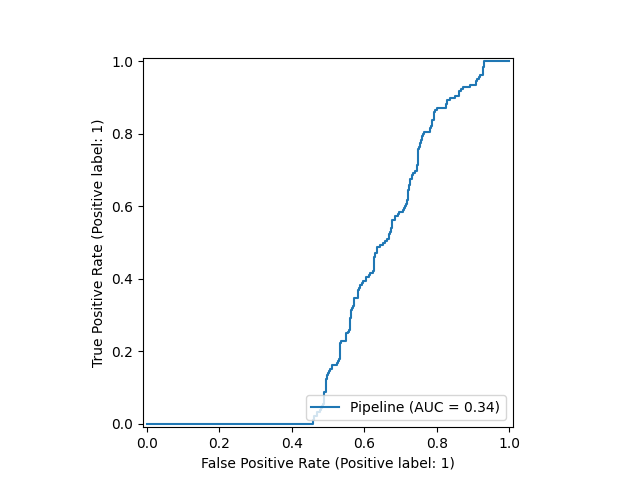 1.0
0.8
0.6
0.4
0.2
0.0
True Positive Rate (Positive label: 1)
Pipeline (AUC = 0.34)
0.0 0.2 0.4 0.6 0.8 1.0
False Positive Rate (Positive label: 1)